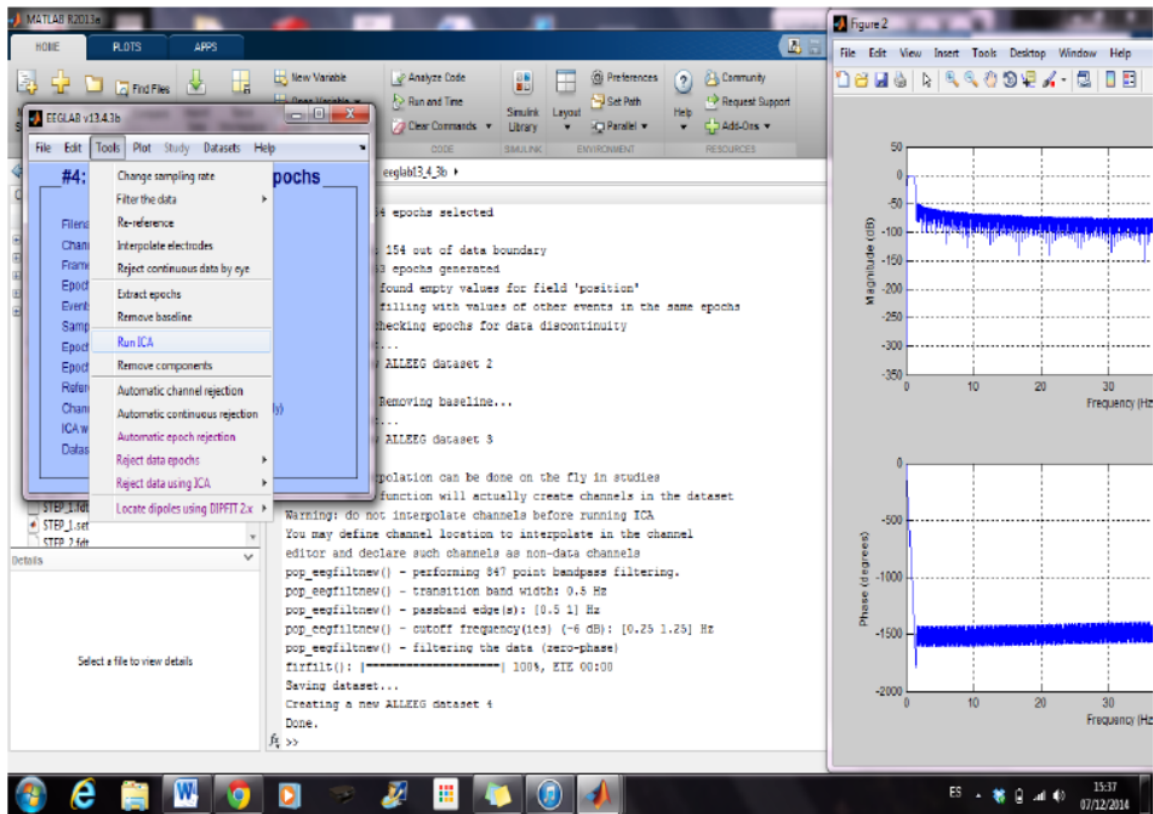 MATLAB R2013a
HOME PLOTS APPS
Find Files
New Variable
Analyze Code
Run and Time
Clear Commands
Simulink
Library
Layout
Preferences
Set Path
Parallel
Help
Community
Request Support
Add-Ons
CODE SIMULINK ENVIRONMENT RESOURCES
eeglab13_4_3b
EEGLAB v13.4.3b
File Edit Tools Plot Study Datasets Help
#4:
Change sampling rate
Filter the data
Re-reference
Interpolate electrodes
Reject continuous data by eye
Extract epochs
Remove baseline
Run ICA
Remove components
Automatic channel rejection
Automatic continuous rejection
Automatic epoch rejection
Reject data epochs
Reject data using ICA
Locate dipoles using DIPFIT 2.x
STEP_1.fdt
STEP_1.set
STEP_2.fdt
Details
Select a file to view details
4 epochs selected
154 out of data boundary
3 epochs generated
found empty values for field 'position'
filling with values of other events in the same epochs
checking epochs for data discontinuity
ALLEEG dataset 2
Removing baseline...
ALLEEG dataset 3
polation can be done on the fly in studies
function will actually create channels in the dataset
Warning: do not interpolate channels before running ICA
You may define channel location to interpolate in the channel
editor and declare such channels as non-data channels
pop_eegfiltnew() - performing 847 point bandpass filtering.
pop_eegfiltnew() - transition band width: 0.5 Hz
pop_eegfiltnew() - passband edge(s): [0.5 1] Hz
pop_eegfiltnew() - cutoff frequency(ies) (-6 dB): [0.25 1.25] Hz
pop_eegfiltnew() - filtering the data (zero-phase)
firfilt(): |====================| 100%, ETE 00:00
Saving dataset...
Creating a new ALLEEG dataset 4
Done.
fx >>
Figure 2
File Edit View Insert Tools Desktop Window Help
50
0
-50
-100
-150
-200
-250
-300
-350
Magnitude (dB)
0 10 20 30
Frequency (Hz
0
-500
-1000
-1500
-2000
Phase (degrees)
0 10 20 30
Frequency (Hz
ES
15:37
07/12/2014